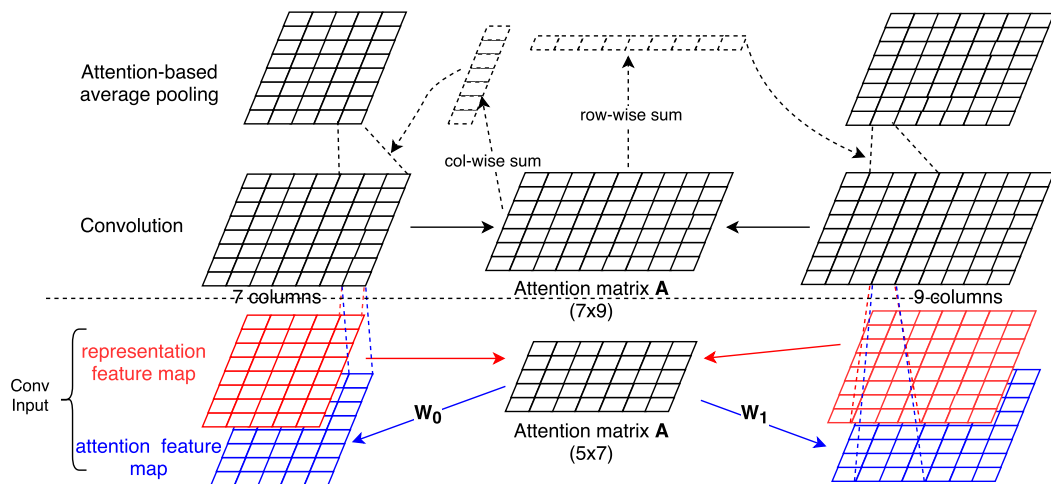 Attention-based
average pooling
row-wise sum
col-wise sum
Convolution
7 columns
Attention matrix A
(7x9)
9 columns
representation
feature map
Conv
Input
W0
W1
Attention matrix A
(5x7)
attention feature
map